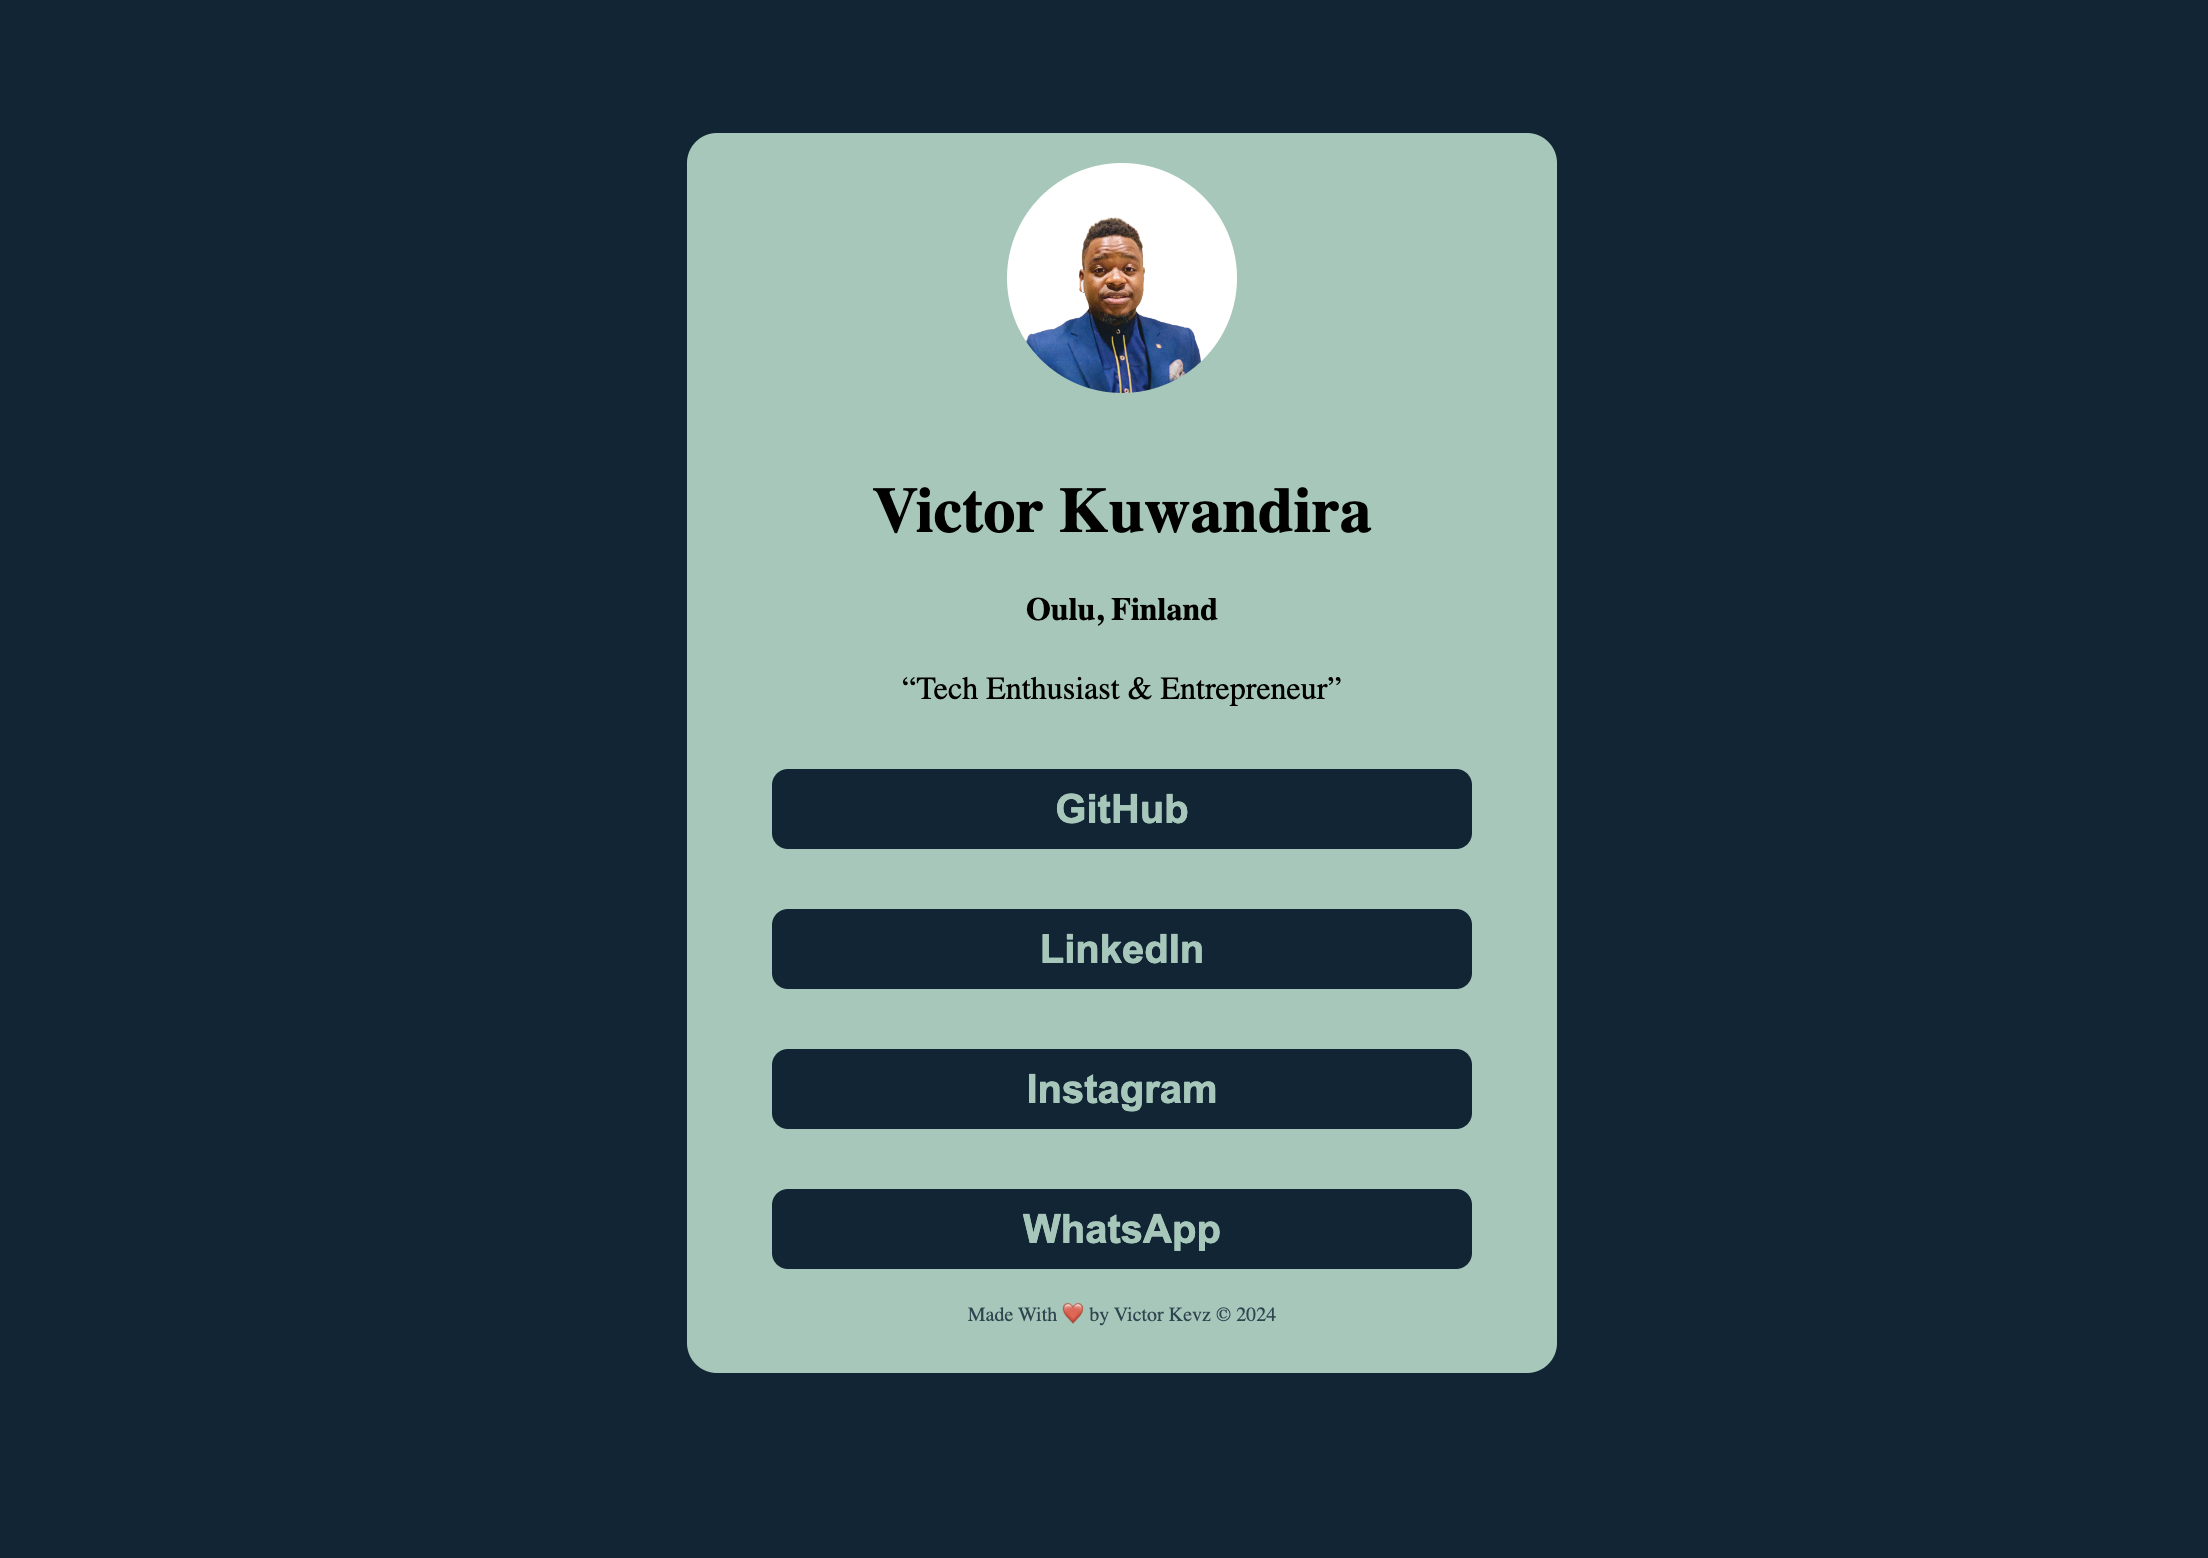 Victor Kuwandira
Oulu, Finland
“Tech Enthusiast & Entrepreneur”
GitHub
LinkedIn
Instagram
WhatsApp
Made With ❤️ by Victor Kevz © 2024